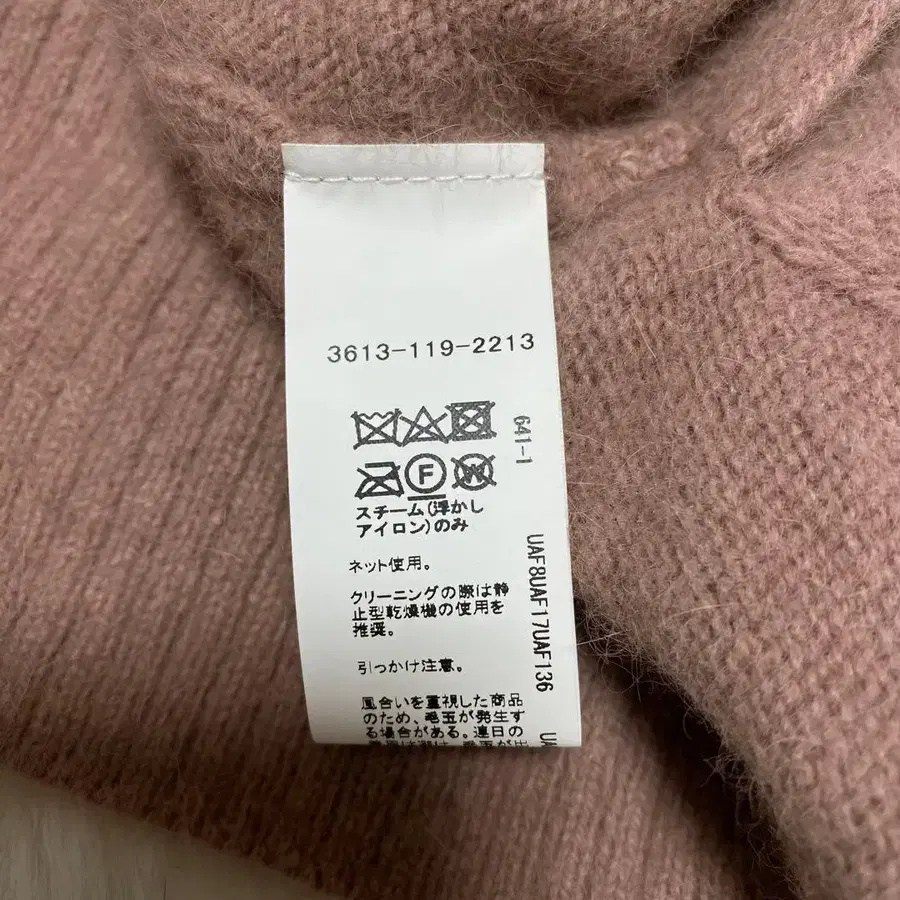 3613-119-2213
641-1
F
W
スチーム(浮かし
アイロン)のみ
ネット使用。
クリーニングの際は静
止型乾燥機の使用を
推奨。
引っかけ注意。
風合いを重視した商品
のため、毛玉が発生す
る場合がある。連日の
UAF8UAF17UAF136
UA